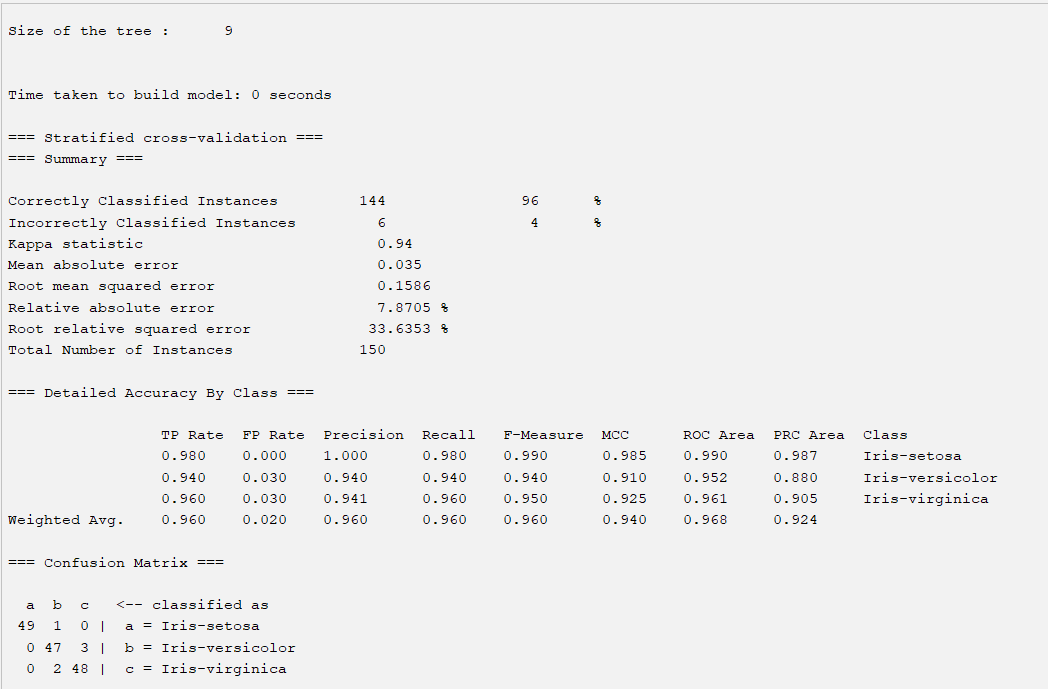 Size of the tree :      9
Time taken to build model: 0 seconds
=== Stratified cross-validation ===
=== Summary ===
Correctly Classified Instances         144               96      %
Incorrectly Classified Instances         6                4      %
Kappa statistic                          0.94
Mean absolute error                      0.035
Root mean squared error                  0.1586
Relative absolute error                  7.8705 %
Root relative squared error             33.6353 %
Total Number of Instances              150
=== Detailed Accuracy By Class ===
                 TP Rate  FP Rate  Precision  Recall   F-Measure  MCC      ROC Area  PRC Area  Class
                 0.980    0.000    1.000      0.980    0.990      0.985    0.990     0.987     Iris-setosa
                 0.940    0.030    0.940      0.940    0.940      0.910    0.952     0.880     Iris-versicolor
                 0.960    0.030    0.941      0.960    0.950      0.925    0.961     0.905     Iris-virginica
Weighted Avg.    0.960    0.020    0.960      0.960    0.960      0.940    0.968     0.924
=== Confusion Matrix ===
  a  b  c   <-- classified as
 49  1  0 |  a = Iris-setosa
  0 47  3 |  b = Iris-versicolor
  0  2 48 |  c = Iris-virginica